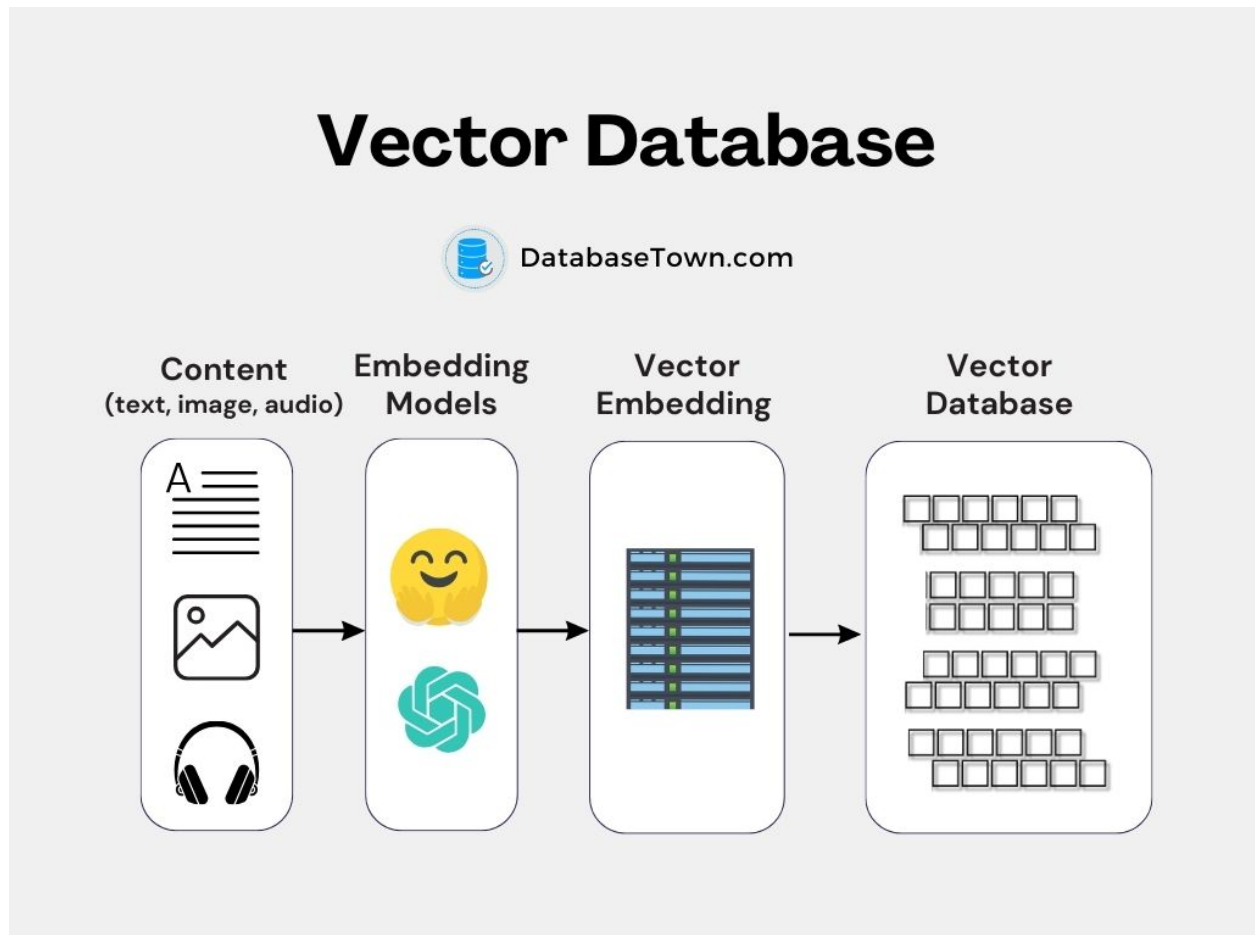 Vector Database
DatabaseTown.com
Content
(text, image, audio)
Embedding
Models
Vector
Embedding
Vector
Database
A